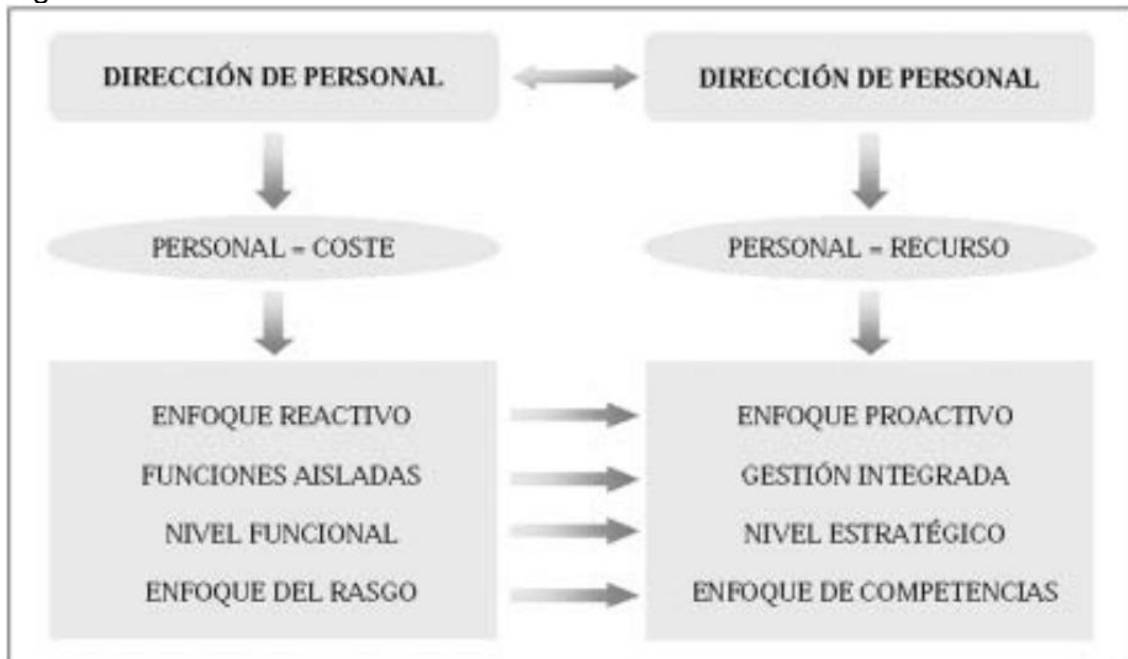 DIRECCIÓN DE PERSONAL
DIRECCIÓN DE PERSONAL
PERSONAL = COSTE
PERSONAL = RECURSO
ENFOQUE REACTIVO
ENFOQUE PROACTIVO
FUNCIONES AISLADAS
GESTIÓN INTEGRADA
NIVEL FUNCIONAL
NIVEL ESTRATÉGICO
ENFOQUE DEL RASGO
ENFOQUE DE COMPETENCIAS